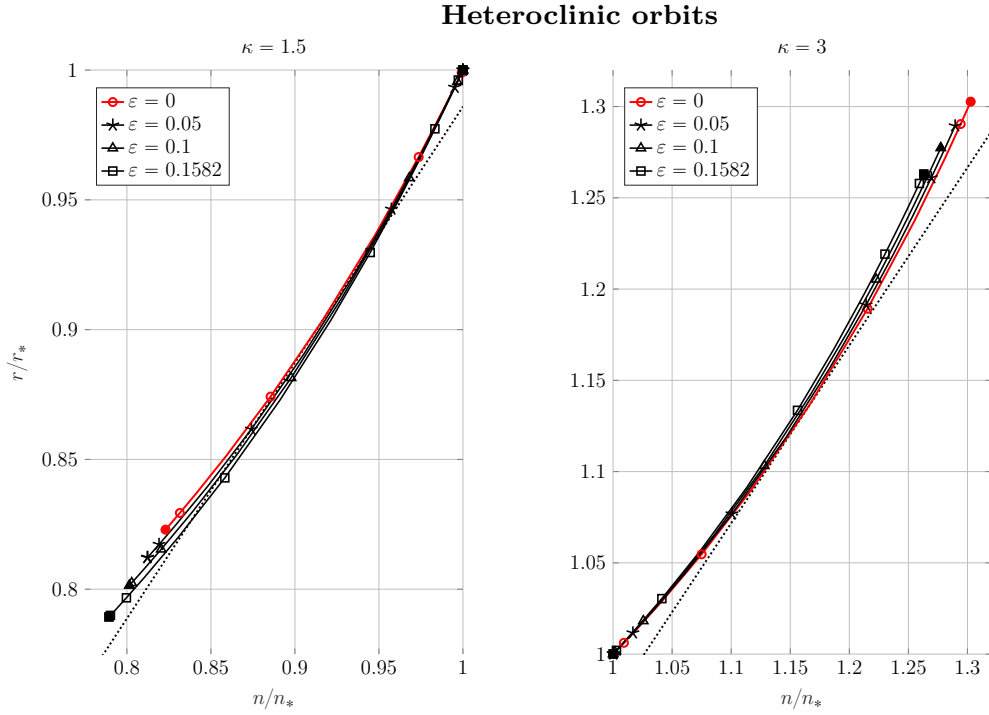 Heteroclinic orbits
κ = 1.5
ε = 0
ε = 0.05
ε = 0.1
ε = 0.1582
1
0.95
0.9
0.85
0.8
r/r*
0.8
0.85
0.9
0.95
1
n/n*
κ = 3
ε = 0
ε = 0.05
ε = 0.1
ε = 0.1582
1.3
1.25
1.2
1.15
1.1
1.05
1
1
1.05
1.1
1.15
1.2
1.25
1.3
n/n*